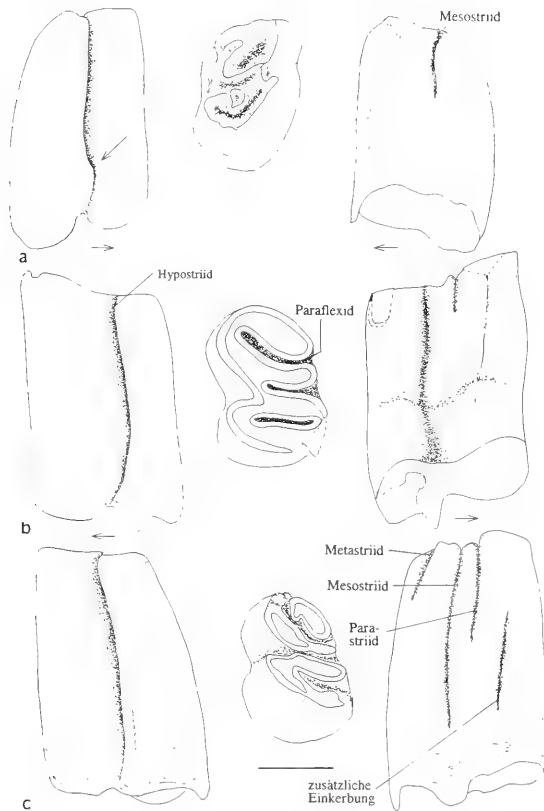 Mesostriid
a
Hypostriid
Paraflexid
b
Metastriid
Mesostriid
Para-
striid
zusätzliche
Einkerbung
c